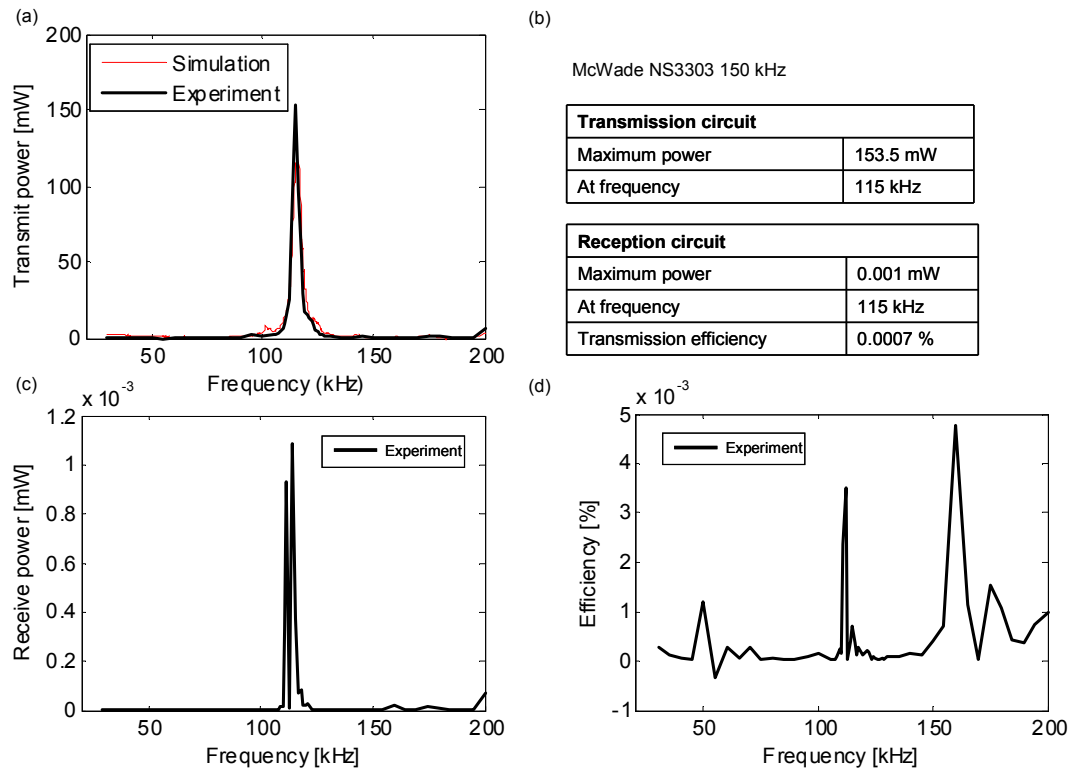 (a)
200
150
100
50
0
50
100
150
200
Transmit power [mW]
Frequency (kHz)
Simulation
Experiment
(b)
McWade NS3303 150 kHz
Transmission circuit
Maximum power 153.5 mW
At frequency 115 kHz
Reception circuit
Maximum power 0.001 mW
At frequency 115 kHz
Transmission efficiency 0.0007 %
(c)
x 10-3
1.2
1
0.8
0.6
0.4
0.2
0
50
100
150
200
Receive power [mW]
Frequency [kHz]
Experiment
(d)
x 10-3
5
4
3
2
1
0
-1
50
100
150
200
Efficiency [%]
Frequency [kHz]
Experiment